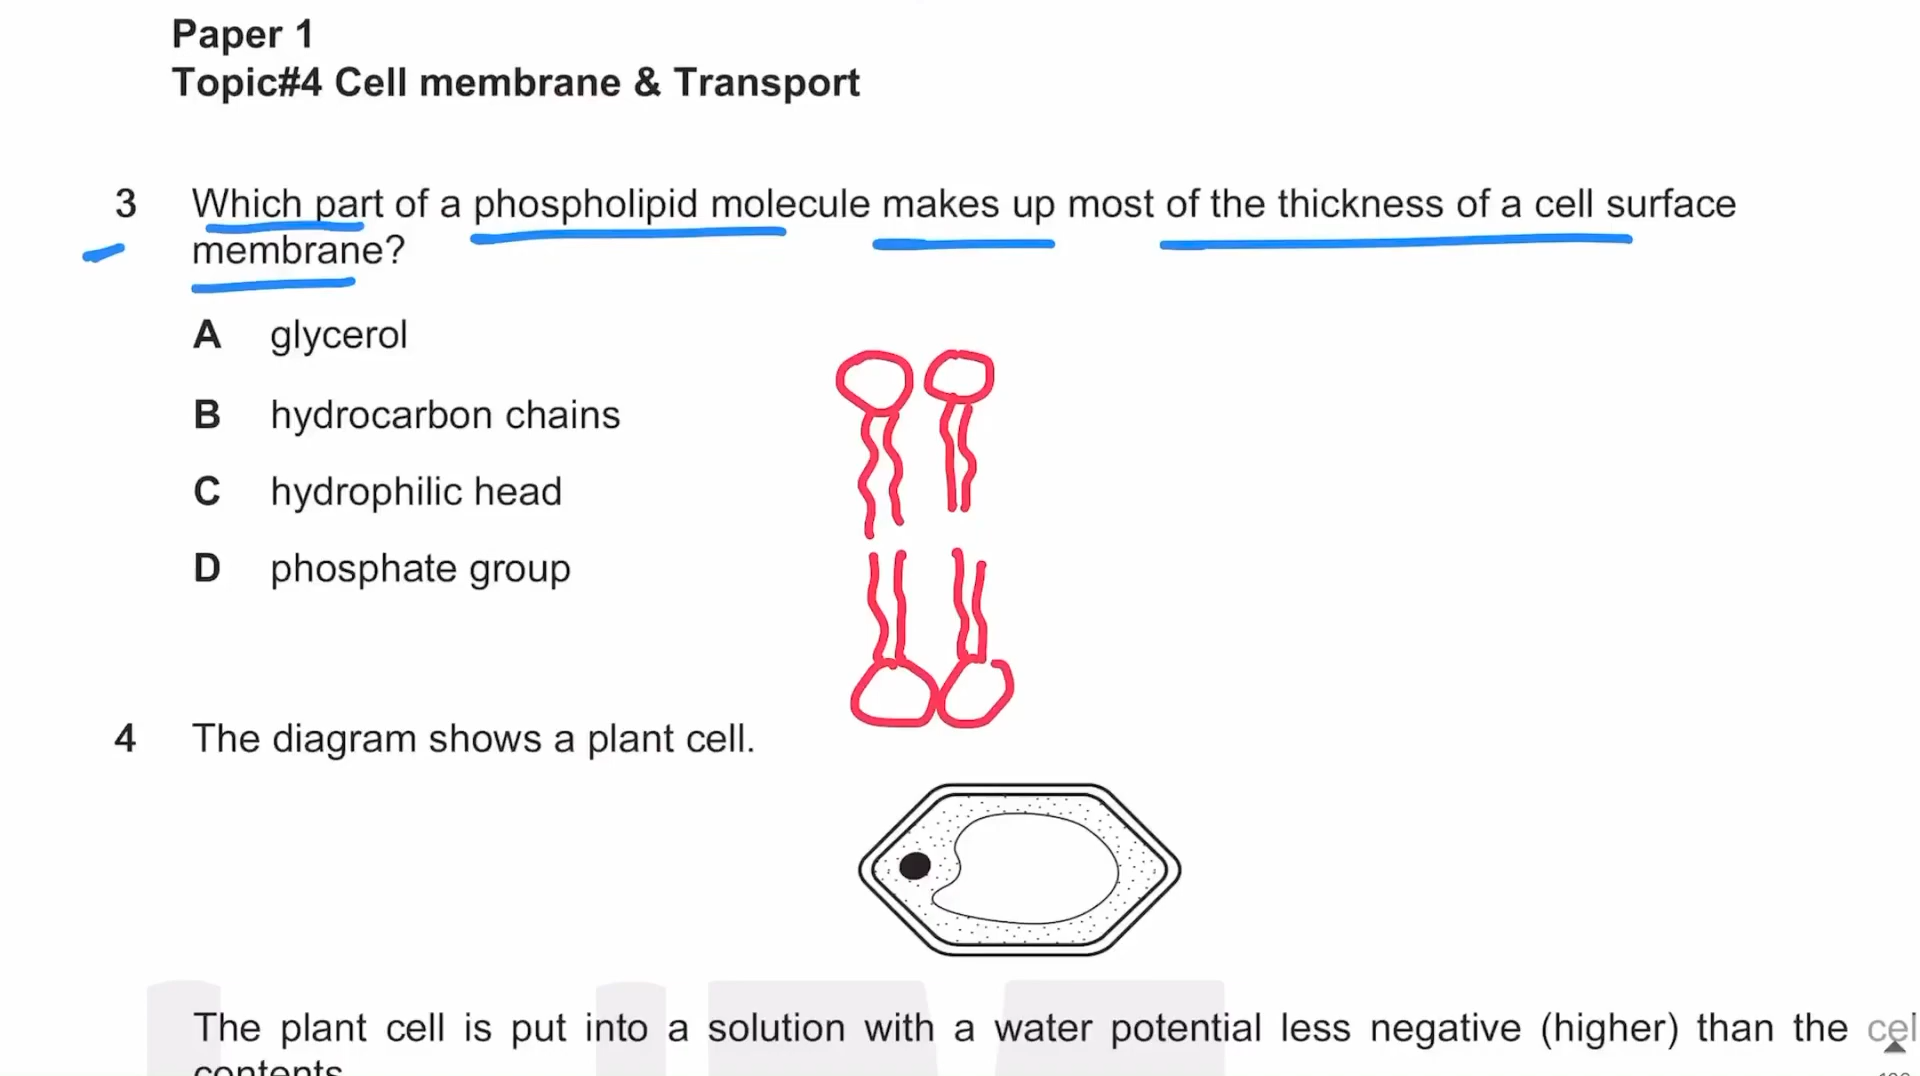 Paper 1
Topic#4 Cell membrane & Transport
3 Which part of a phospholipid molecule makes up most of the thickness of a cell surface
membrane?
A glycerol
B hydrocarbon chains
C hydrophilic head
D phosphate group
4 The diagram shows a plant cell.
The plant cell is put into a solution with a water potential less negative (higher) than the cel
contents